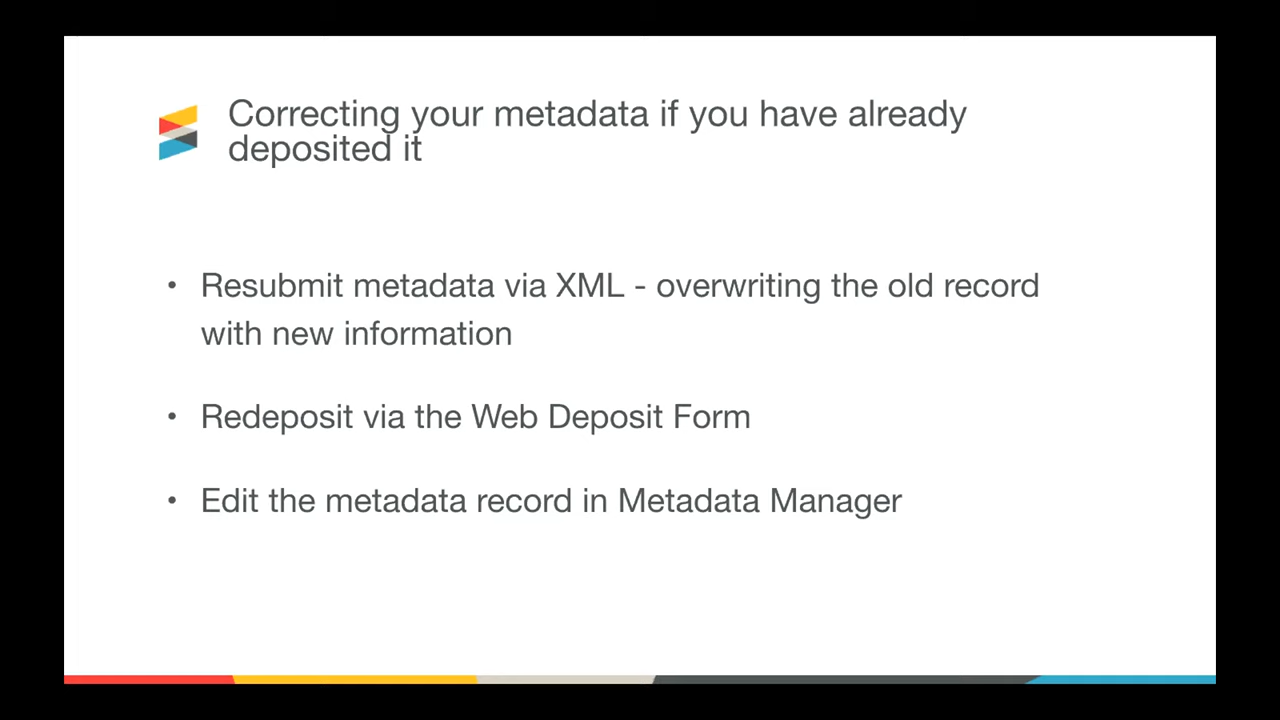 Correcting your metadata if you have already
deposited it
• Resubmit metadata via XML - overwriting the old record
with new information
• Redeposit via the Web Deposit Form
• Edit the metadata record in Metadata Manager